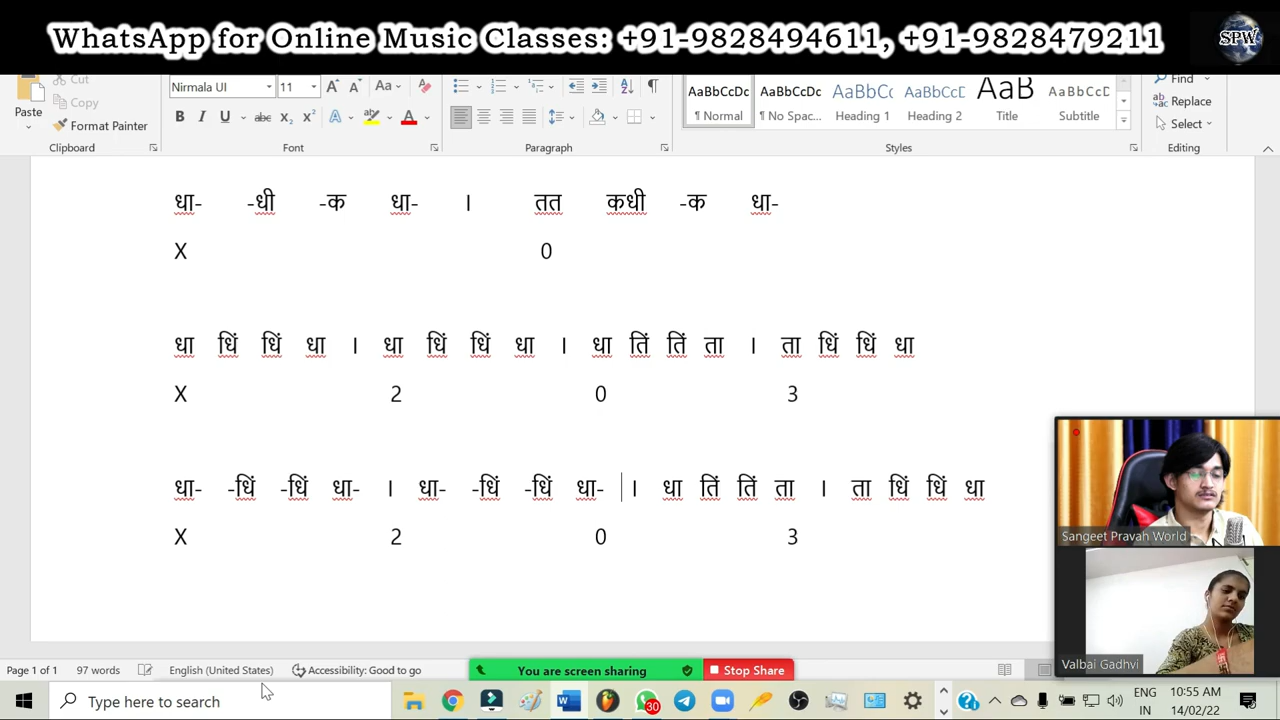 WhatsApp for Online Music Classes: +91-9828494611, +91-9828479211
SPW
Cut
Copy
Paste
Format Painter
Clipboard
Nirmala UI
11
Font
Paragraph
AaBbCcDc
¶ Normal
AaBbCcDc
¶ No Spac...
AaBbCc
Heading
AaBbCcD
Heading 2
AaB
Title
AaBbCcD
Subtitle
Styles
Find
Replace
Select
Editing
धा- -धी -क धा- । तत कधी -क धा-
X 0
धा धिं धिं धा । धा धिं धिं धा । धा तिं तिं ता । ता धिं धिं धा
X 2 0 3
धा- -धिं -धिं धा- । धा- -धिं -धिं धा- । धा तिं तिं ता । ता धिं धिं धा
X 2 0 3
Sangeet Pravah World
Valbai Gadhvi
Page 1 of 1 97 words English (United States) Accessibility: Good to go
You are screen sharing Stop Share
Type here to search
30
ENG
IN
10:55 AM
14/02/22